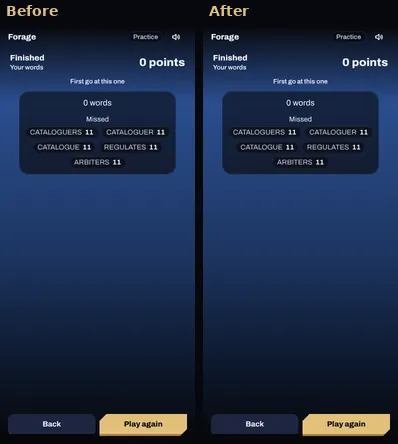 Before
Forage Practice
Finished
Your words
0 points
First go at this one
0 words
Missed
CATALOGUERS 11 CATALOGUER 11
CATALOGUE 11 REGULATES 11
ARBITERS 11
Back Play again
After
Forage Practice
Finished
Your words
0 points
First go at this one
0 words
Missed
CATALOGUERS 11 CATALOGUER 11
CATALOGUE 11 REGULATES 11
ARBITERS 11
Back Play again